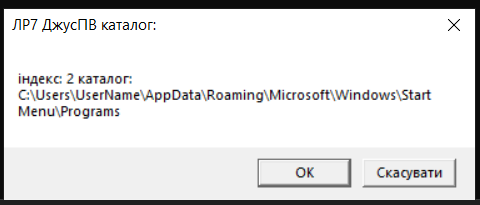 ЛР7 ДжусПВ каталог:
індекс: 2 каталог:
C:\Users\UserName\AppData\Roaming\Microsoft\Windows\Start
Menu\Programs
OK
Скасувати